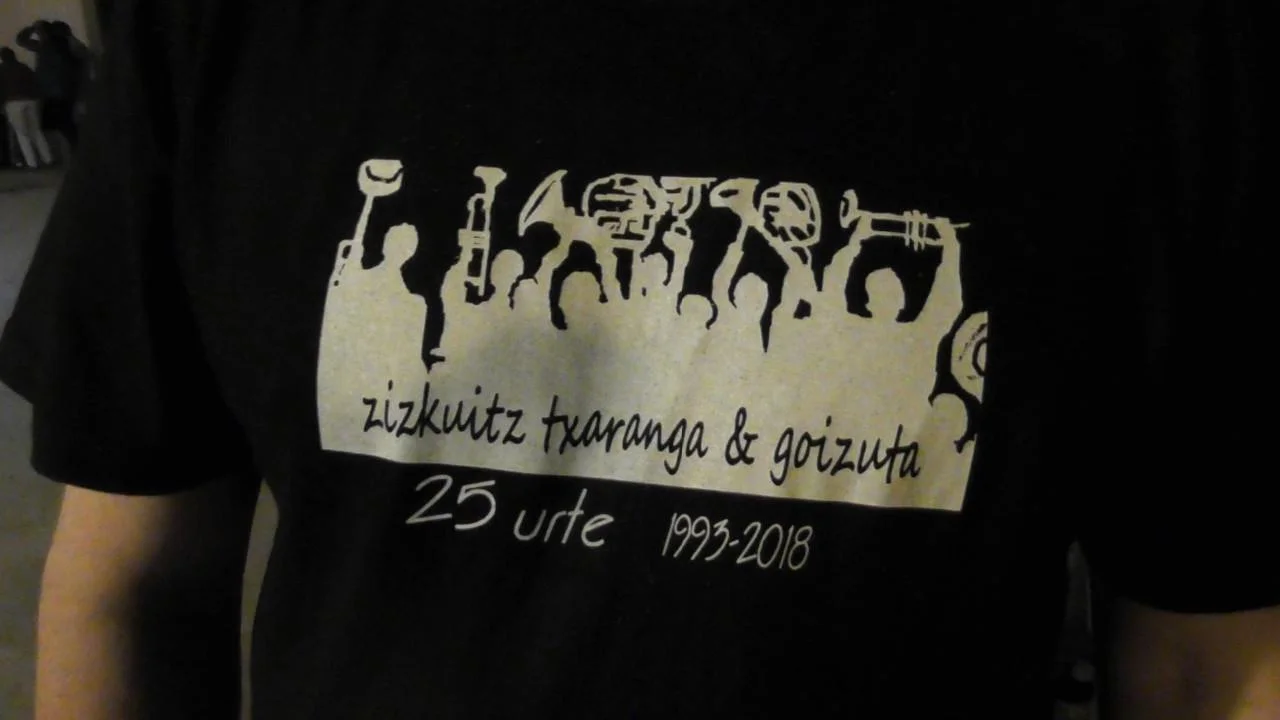 zizkuitz txaranga & goizuta
25 urte 1993-2018